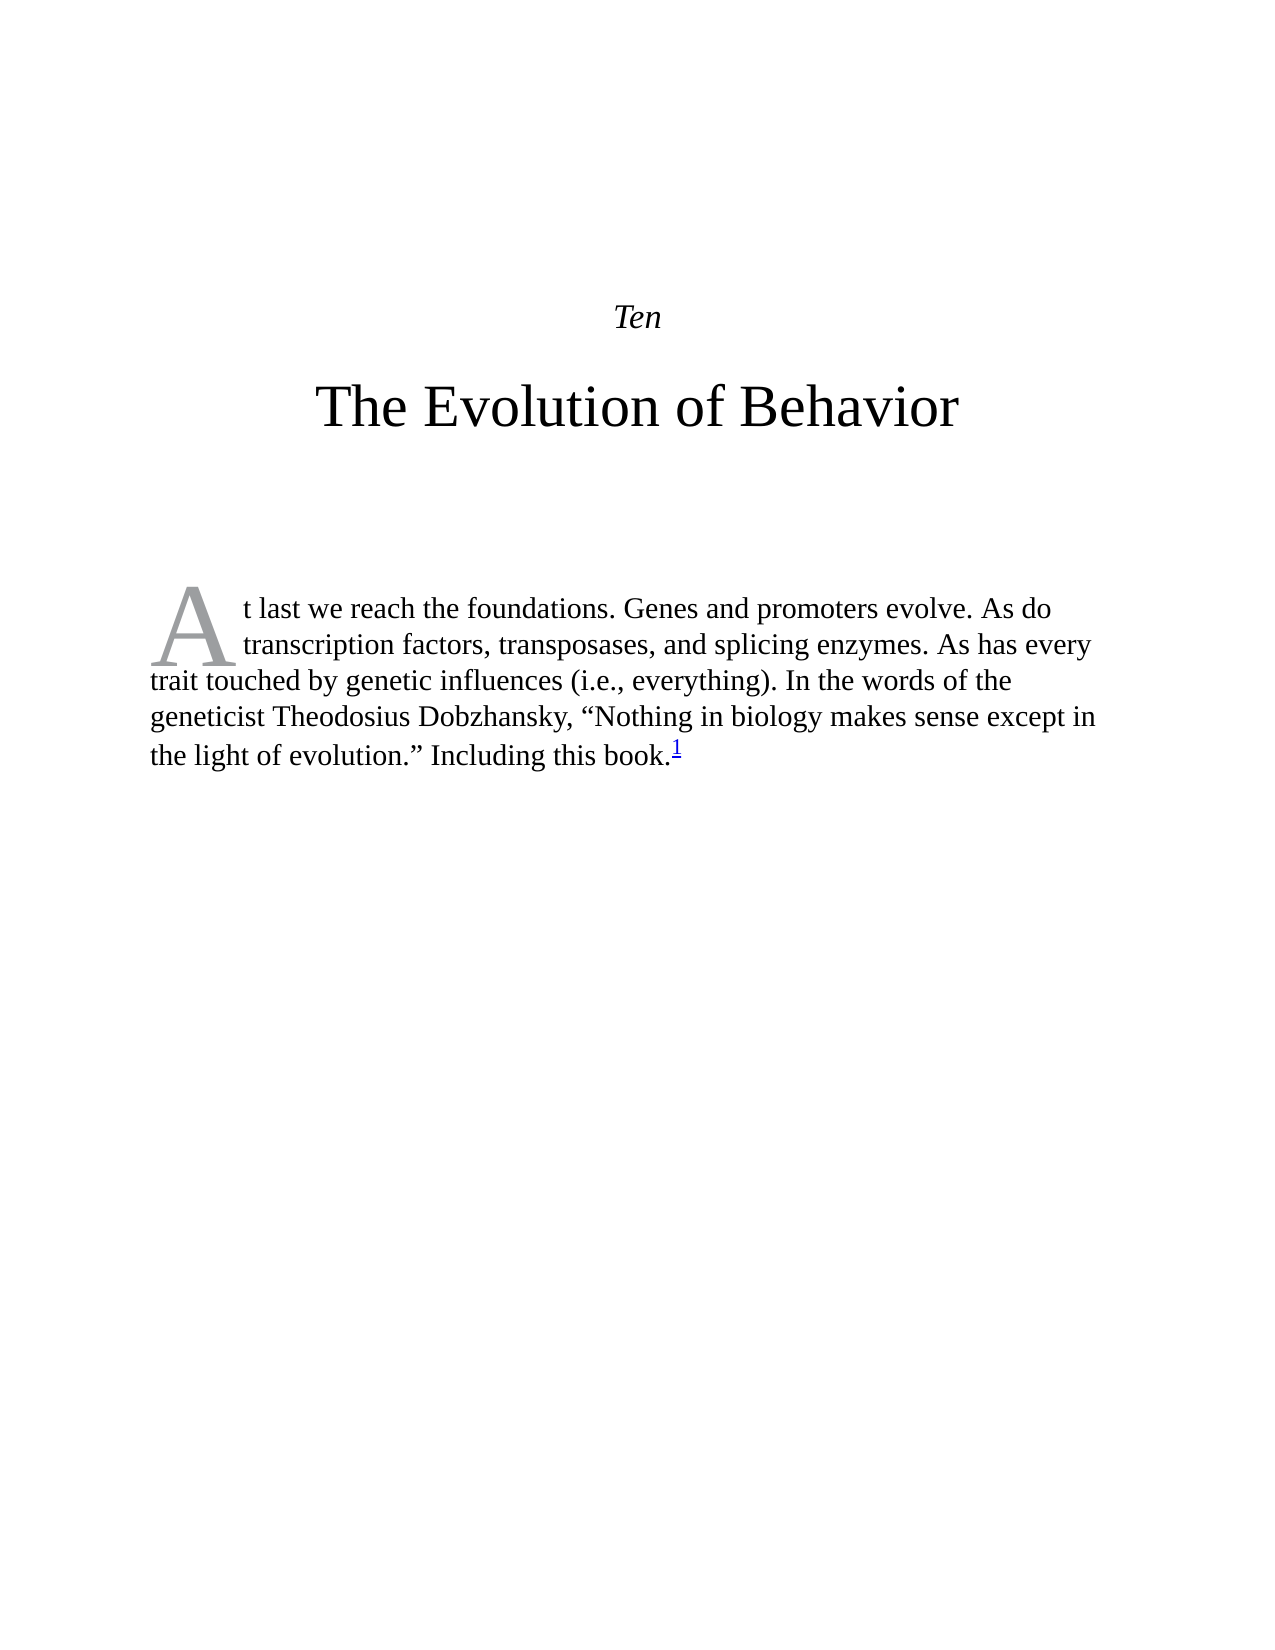 Ten
The Evolution of Behavior
At last we reach the foundations. Genes and promoters evolve. As do
transcription factors, transposases, and splicing enzymes. As has every
trait touched by genetic influences (i.e., everything). In the words of the
geneticist Theodosius Dobzhansky, “Nothing in biology makes sense except in
the light of evolution.” Including this book.1